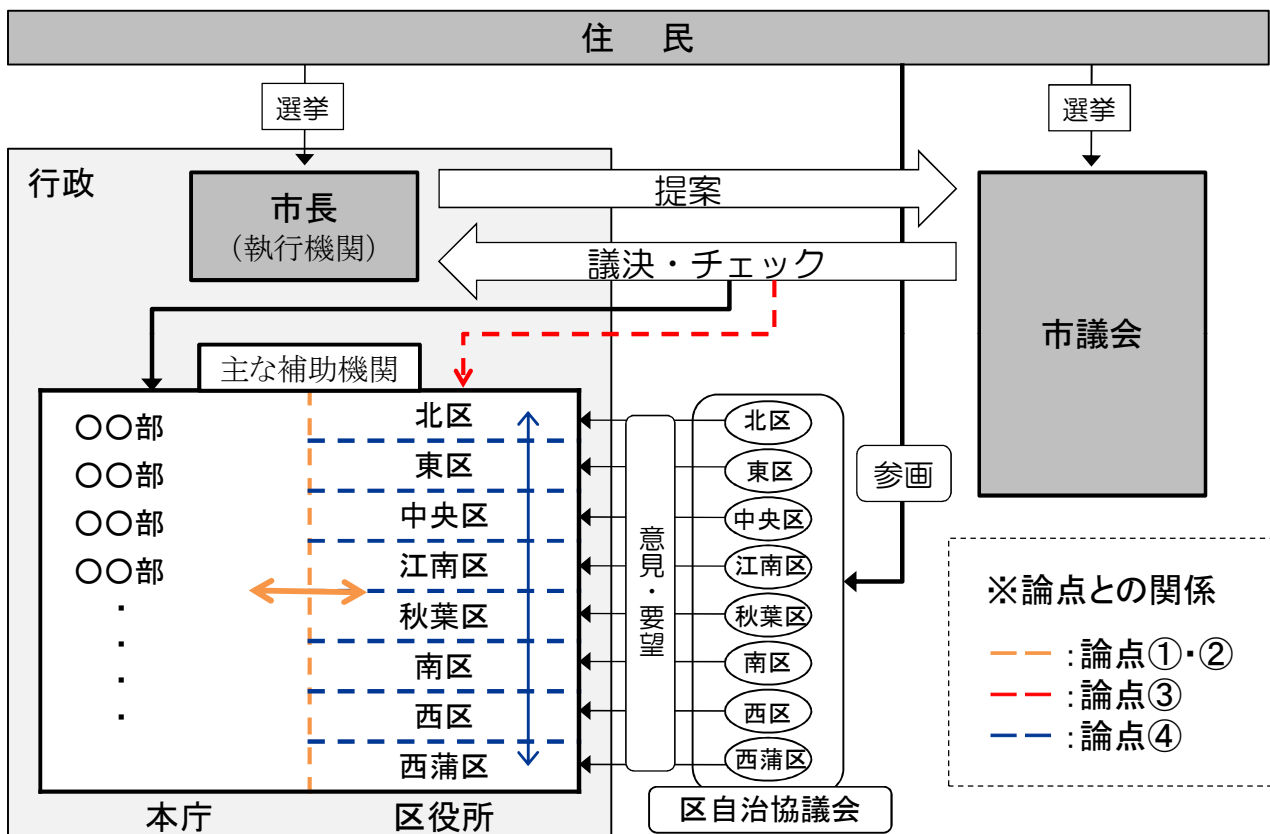 住　民
選挙
選挙
行政
市長
（執行機関）
提案
議決・チェック
市議会
主な補助機関
〇〇部
〇〇部
〇〇部
〇〇部
・
・
・
・
北区
東区
中央区
江南区
秋葉区
南区
西区
西蒲区
本庁
区役所
意見・要望
北区
東区
中央区
江南区
秋葉区
南区
西区
西蒲区
区自治協議会
参画
※論点との関係
：論点①・②
：論点③
：論点④